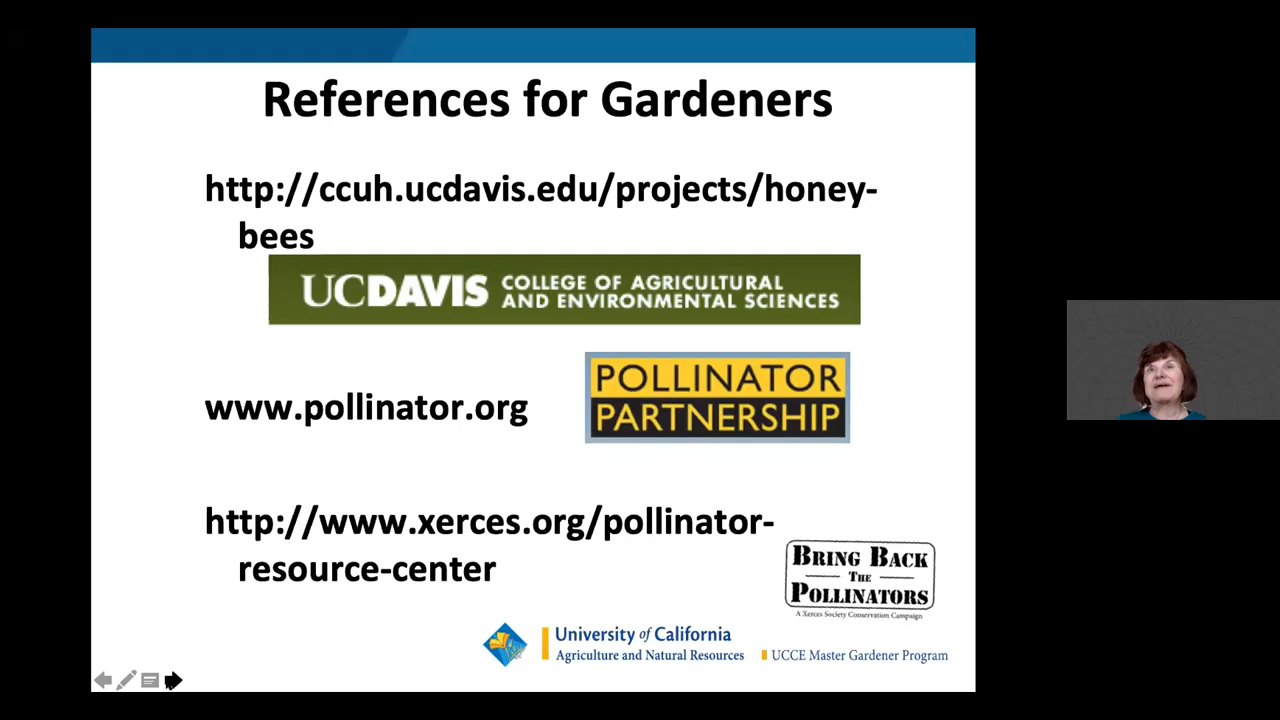 References for Gardeners
http://ccuh.ucdavis.edu/projects/honey-
bees
UCDAVIS
COLLEGE OF AGRICULTURAL
AND ENVIRONMENTAL SCIENCES
www.pollinator.org
POLLINATOR
PARTNERSHIP
http://www.xerces.org/pollinator-
resource-center
BRING BACK
THE
POLLINATORS
A Xerces Society Conservation Campaign
University of California
Agriculture and Natural Resources
UCCE Master Gardener Program